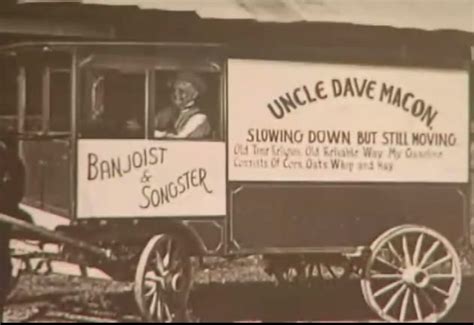 BANJOIST
&
SONGSTER
UNCLE DAVE MACON.
SLOWING DOWN, BUT STILL MOVING.
Old Time Religion, Old Reliable Way. My Gasoline
Consists of Corn, Oats Whip and Hay